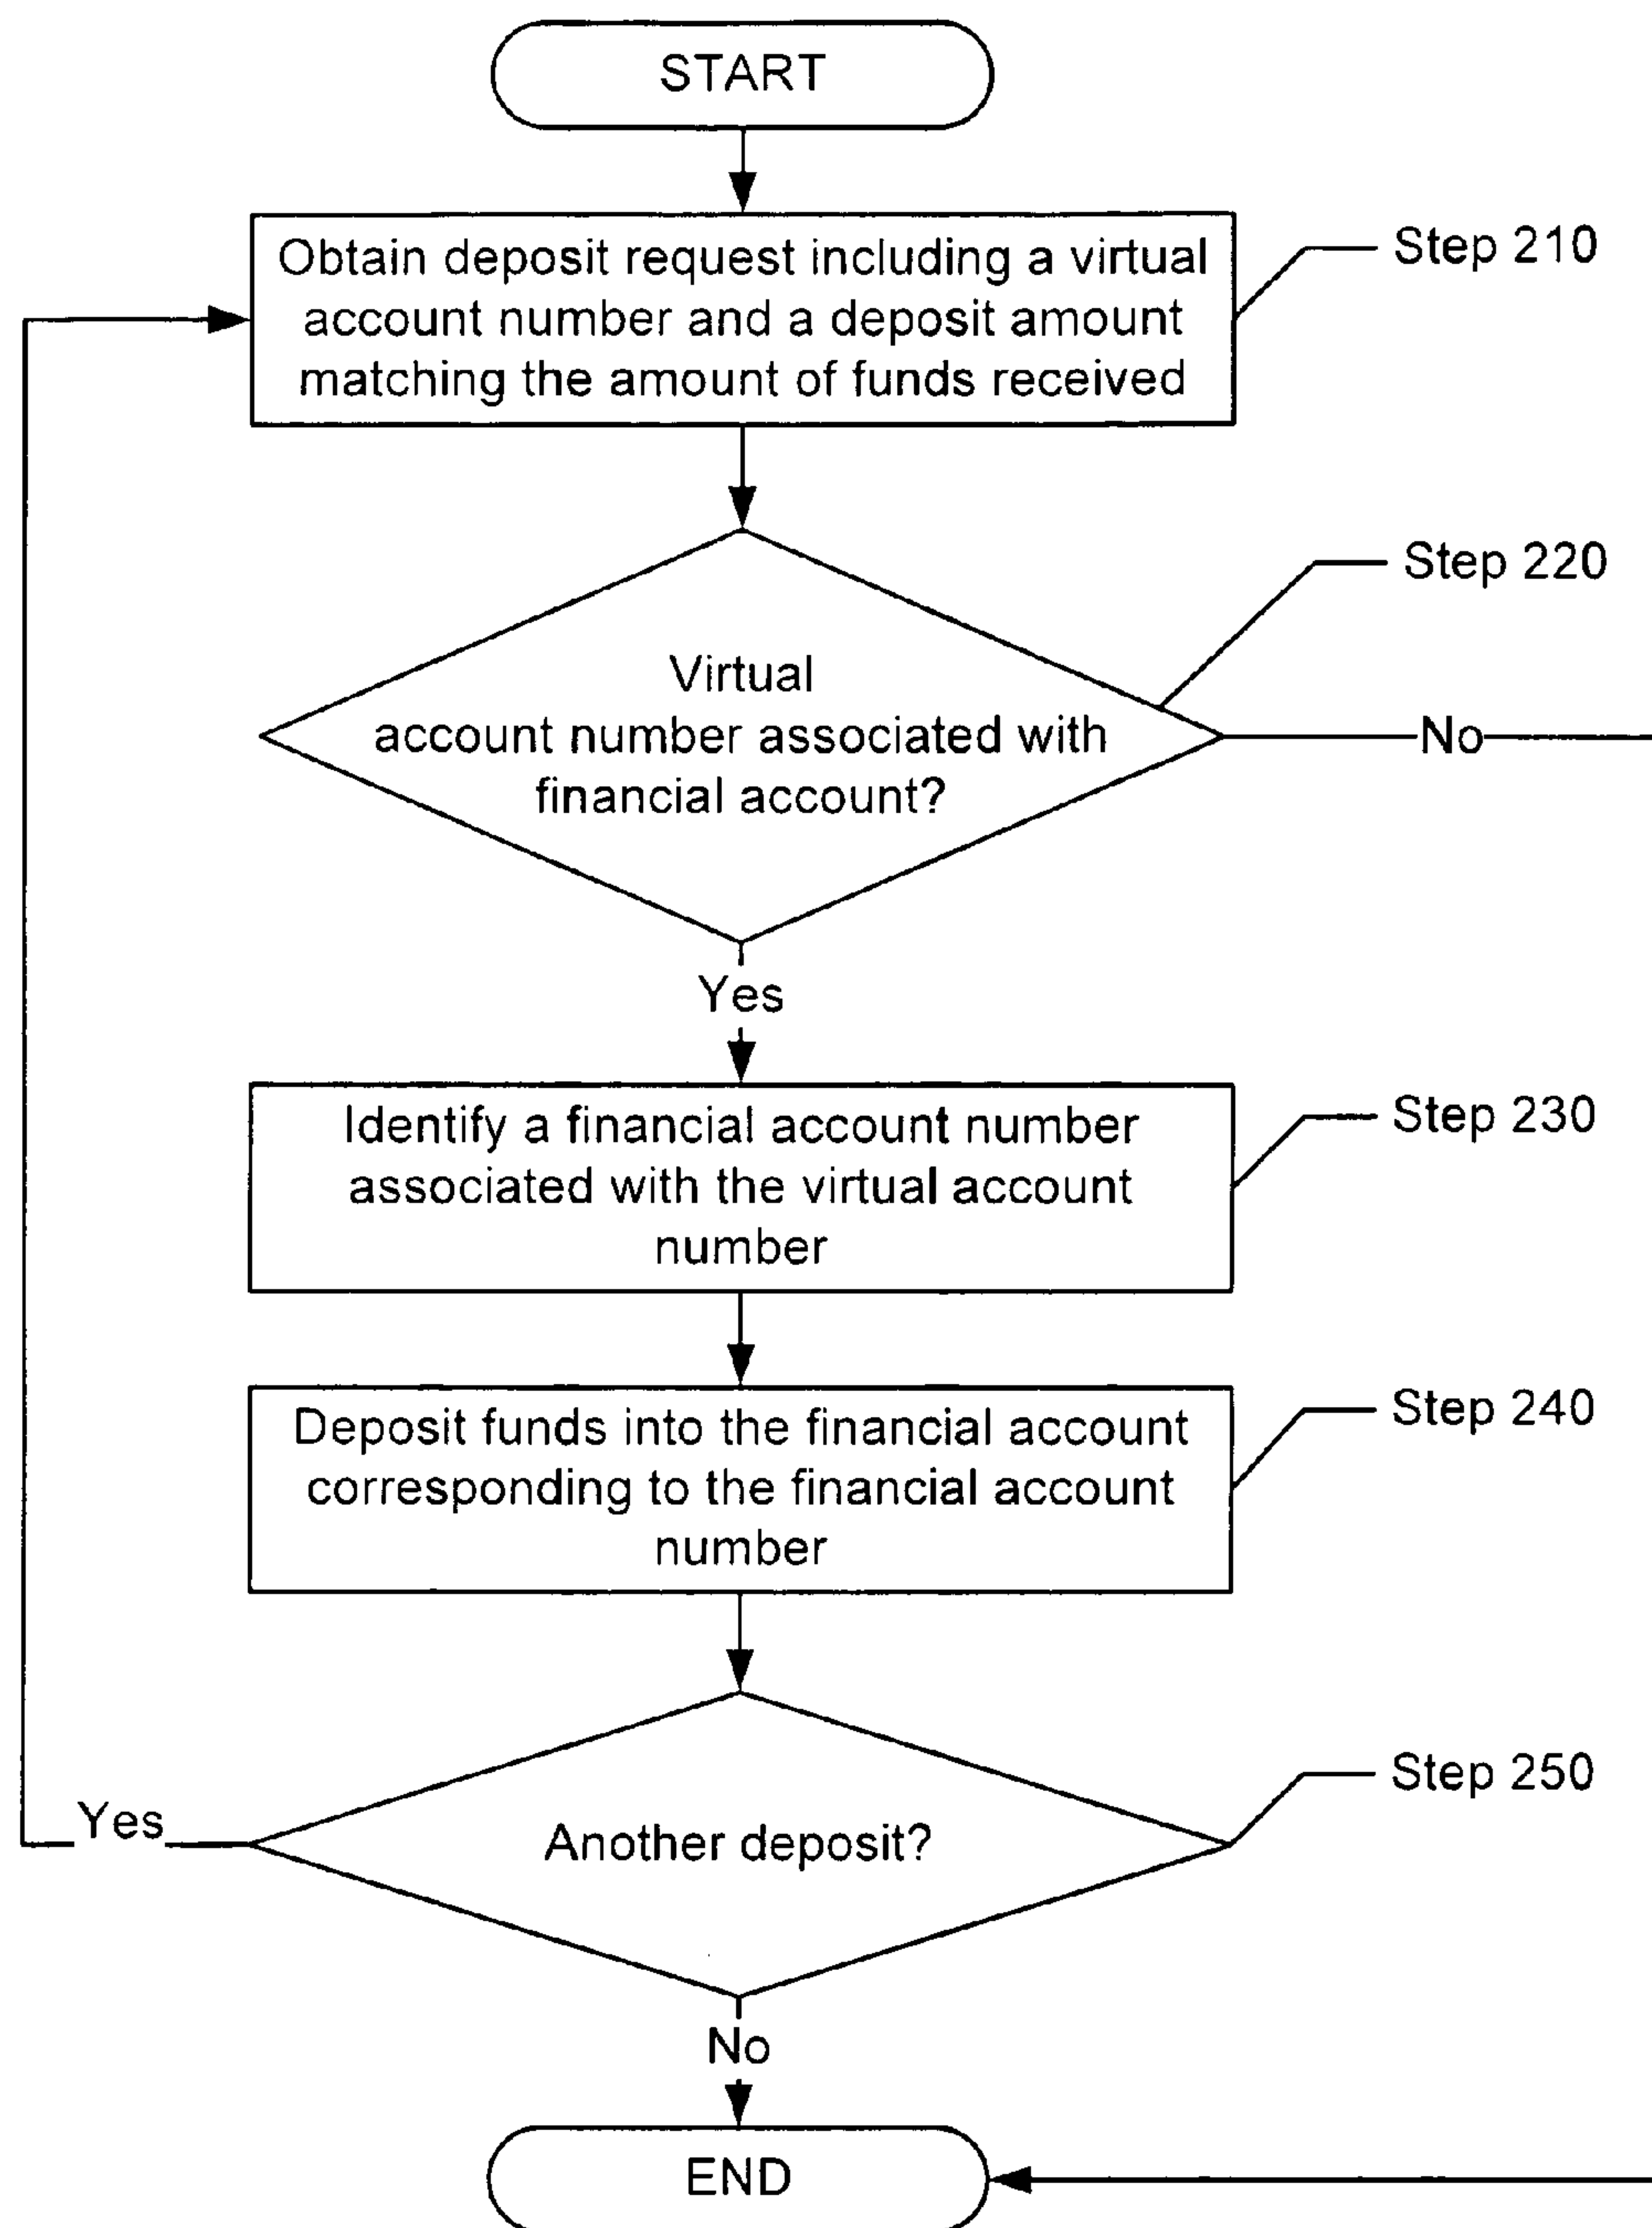 START
Obtain deposit request including a virtual
account number and a deposit amount
matching the amount of funds received
Step 210
Step 220
Virtual
account number associated with
financial account?
No
Yes
Identify a financial account number
associated with the virtual account
number
Step 230
Deposit funds into the financial account
corresponding to the financial account
number
Step 240
Step 250
Yes
Another deposit?
No
END